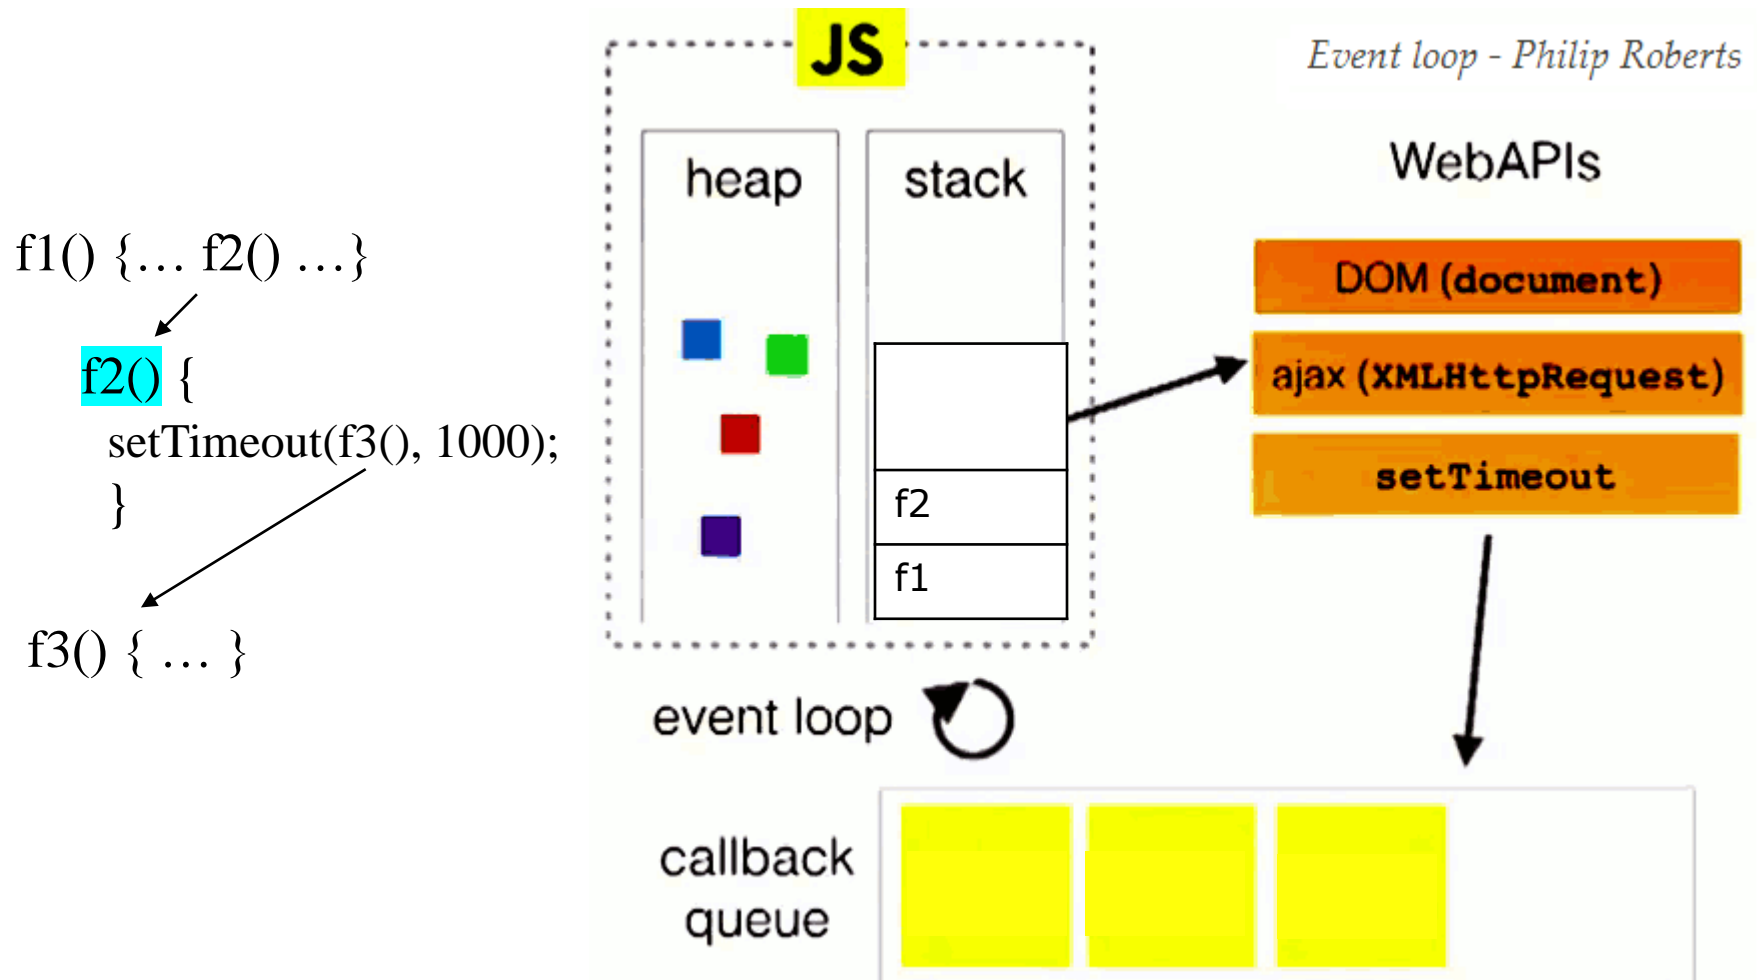 f1() {… f2() …}
f2() {
setTimeout(f3(), 1000);
}
f3() { … }
JS
heap
stack
f2
f1
event loop
callback
queue
Event loop - Philip Roberts
WebAPIs
DOM (document)
ajax (XMLHttpRequest)
setTimeout